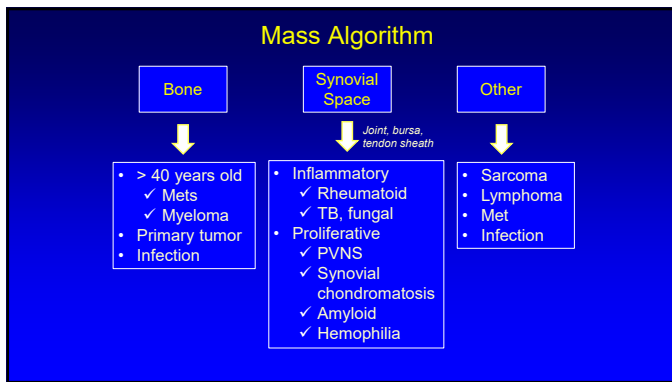 Mass Algorithm
Bone
• > 40 years old
✓ Mets
✓ Myeloma
• Primary tumor
• Infection
Synovial
Space
Joint, bursa,
tendon sheath
• Inflammatory
✓ Rheumatoid
✓ TB, fungal
• Proliferative
✓ PVNS
✓ Synovial
chondromatosis
✓ Amyloid
✓ Hemophilia
Other
• Sarcoma
• Lymphoma
• Met
• Infection